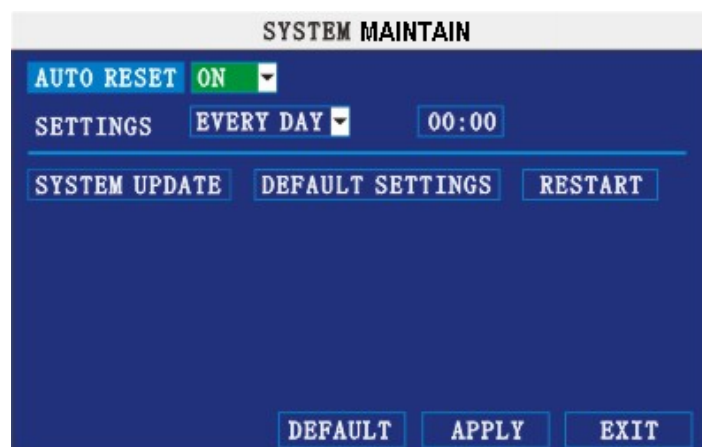 SYSTEM MAINTAIN
AUTO RESET ON
SETTINGS EVERY DAY 00:00
SYSTEM UPDATE DEFAULT SETTINGS RESTART
DEFAULT APPLY EXIT